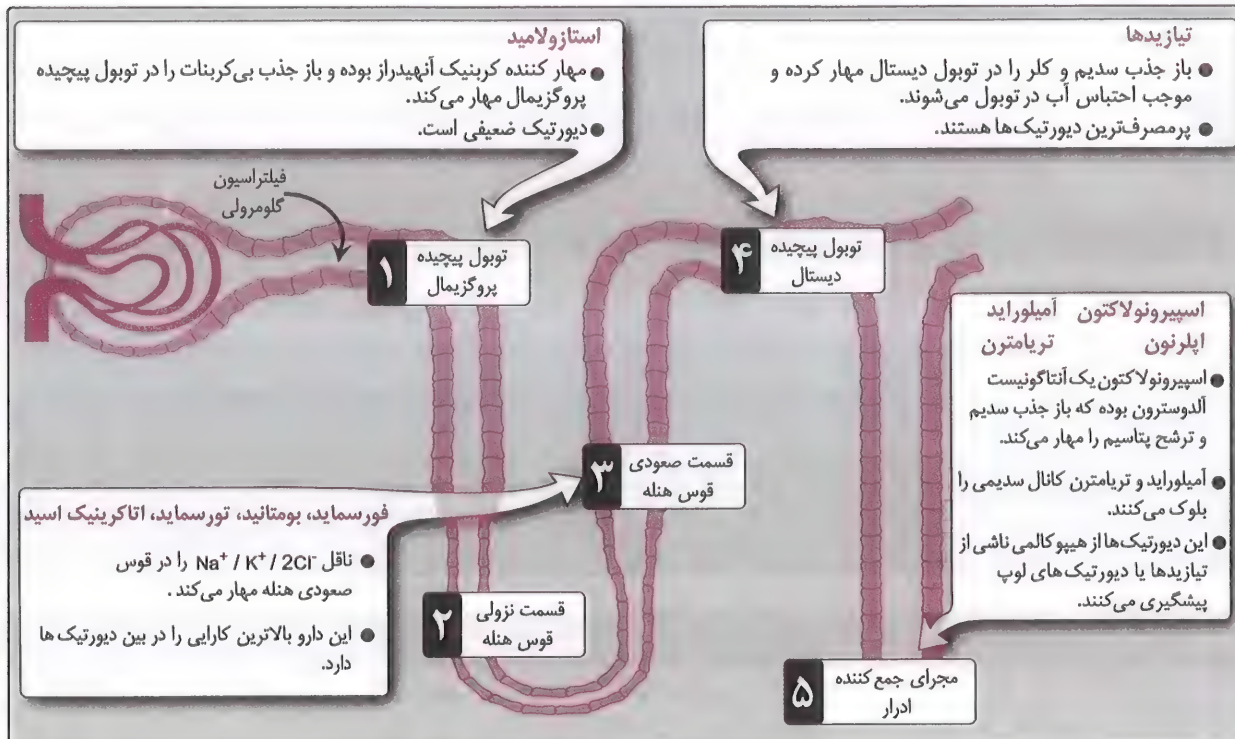 تیازیدها
● باز جذب سدیم و کلر را در توبول دیستال مهار کرده و
موجب احتباس آب در توبول می‌شوند.
● پرمصرف‌ترین دیورتیک‌ها هستند.
استازولامید
● مهار کننده کربنیک آنهیدراز بوده و باز جذب بی‌کربنات را در توبول پیچیده
پروگزیمال مهار می‌کند.
● دیورتیک ضعیفی است.
فیلتراسیون
گلومرولی
۱
توبول پیچیده
پروگزیمال
۴
توبول پیچیده
دیستال
اسپیرونولاکتون آمیلوراید
اپلرنون تریامترن
● اسپیرونولاکتون یک آنتاگونیست
آلدوسترون بوده که باز جذب سدیم
و ترشح پتاسیم را مهار می‌کند.
● آمیلوراید و تریامترن کانال سدیمی را
بلوک می‌کنند.
● این دیورتیک‌ها از هیپوکالمی ناشی از
تیازیدها یا دیورتیک‌های لوپ
پیشگیری می‌کنند.
۳
قسمت صعودی
قوس هنله
فورسماید، بومتانید، تورسماید، اتاکرینیک اسید
● ناقل Na⁺ / K⁺ / 2Cl⁻ را در قوس
صعودی هنله مهار می‌کند.
● این دارو بالاترین کارایی را در بین دیورتیک‌ها
دارد.
۲
قسمت نزولی
قوس هنله
۵
مجرای جمع‌کننده
ادرار